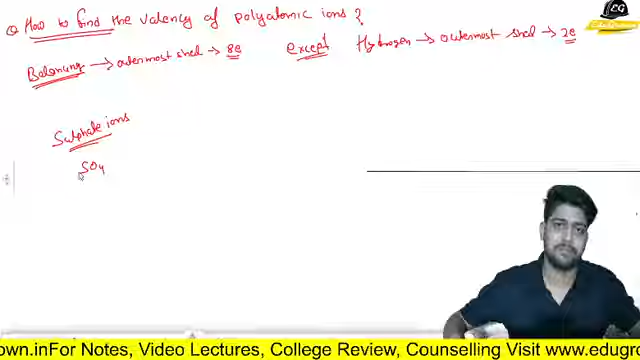 Q How to find the valency of polyatomic ions?
Balancing → outermost shell → 8e except Hydrogen → outermost shell → 2e
Sulphate ions
SO4
CG
own.inFor Notes, Video Lectures, College Review, Counselling Visit www.edugro